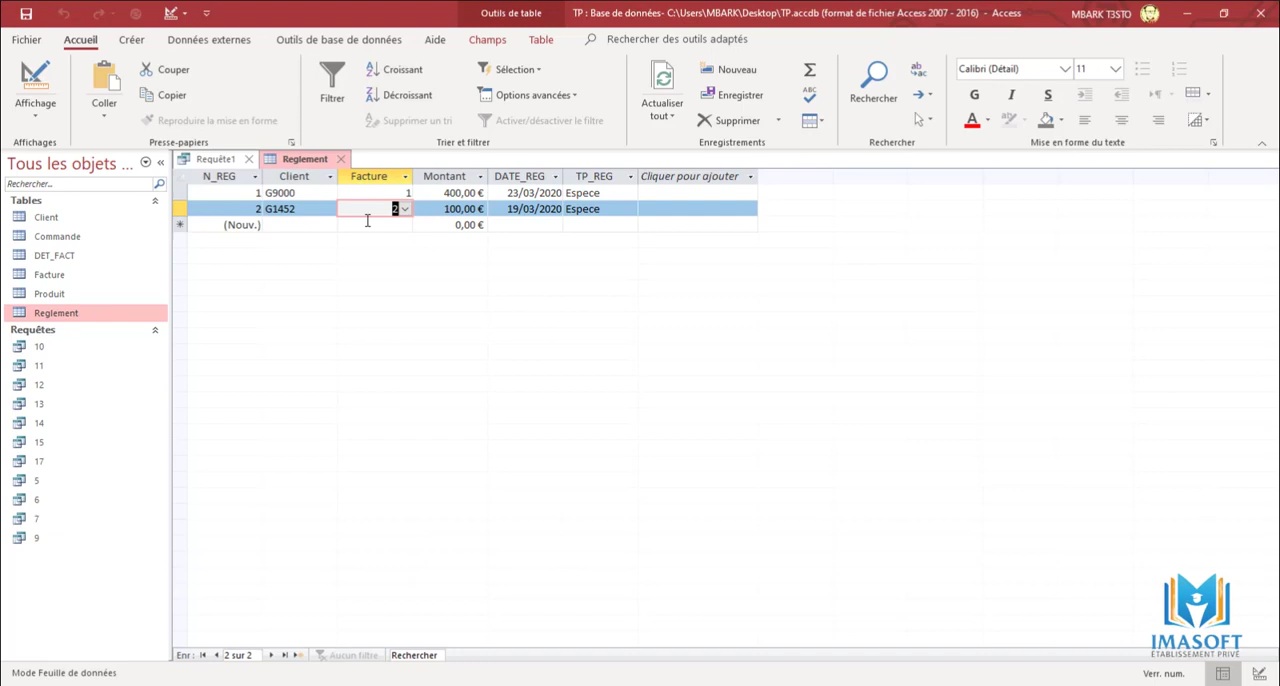 Outils de table
TP : Base de données- C:\Users\MBARK\Desktop\TP.accdb (format de fichier Access 2007 - 2016) - Access
MBARK T3STO
Fichier Accueil Créer Données externes Outils de base de données Aide Champs Table Rechercher des outils adaptés
Affichage
Affichages
Coller
Couper
Copier
Reproduire la mise en forme
Presse-papiers
Filtrer
Croissant
Décroissant
Supprimer un tri
Sélection
Options avancées
Activer/désactiver le filtre
Trier et filtrer
Actualiser
tout
Nouveau
Enregistrer
Supprimer
Σ
ABC
Enregistrements
Rechercher
ab
ac
Rechercher
Calibri (Détail) 11
G I S
A
Mise en forme du texte
Tous les objets ...
Rechercher...
Tables
Client
Commande
DET_FACT
Facture
Produit
Reglement
Requêtes
10
11
12
13
14
15
17
5
6
7
9
Requête1 Reglement
N_REG Client Facture Montant DATE_REG TP_REG Cliquer pour ajouter
1 G9000 1 400,00 € 23/03/2020 Espece
2 G1452 2 100,00 € 19/03/2020 Espece
(Nouv.) 0,00 €
IMASOFT
ETABLISSEMENT PRIVÉ
Enr : 2 sur 2 Aucun filtre Rechercher
Mode Feuille de données
Verr. num.